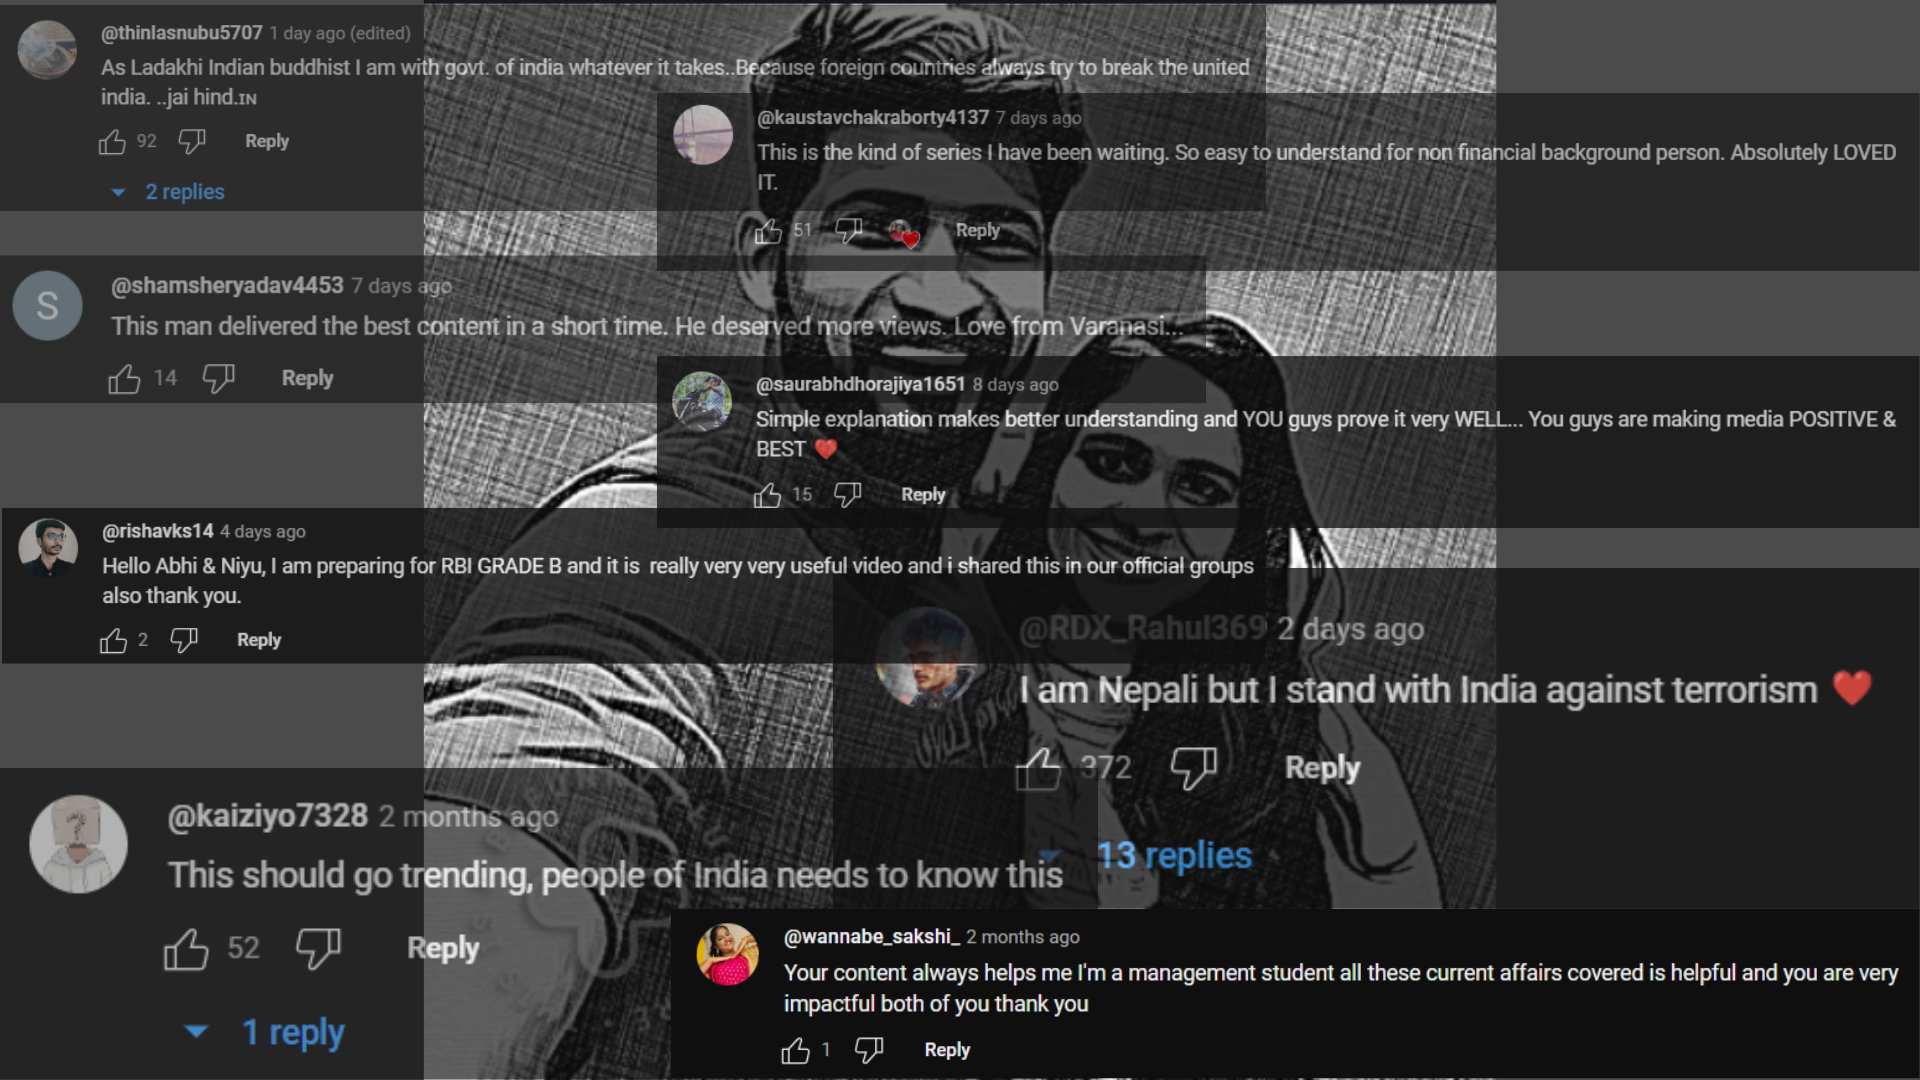 @thinlasnubu5707 1 day ago (edited)
As Ladakhi Indian buddhist I am with govt. of india whatever it takes..Because foreign countries always try to break the united
india. ..jai hind.IN
92 Reply
2 replies
@kaustavchakraborty4137 7 days ago
This is the kind of series I have been waiting. So easy to understand for non financial background person. Absolutely LOVED
IT.
51 Reply
S
@shamsheryadav4453 7 days ago
This man delivered the best content in a short time. He deserved more views. Love from Varanasi...
14 Reply
@saurabhdhorajiya1651 8 days ago
Simple explanation makes better understanding and YOU guys prove it very WELL... You guys are making media POSITIVE &
BEST ❤️
15 Reply
@rishavks14 4 days ago
Hello Abhi & Niyu, I am preparing for RBI GRADE B and it is  really very very useful video and i shared this in our official groups
also thank you.
2 Reply
@RDX_Rahul369 2 days ago
I am Nepali but I stand with India against terrorism ❤️
372 Reply
13 replies
@kaiziyo7328 2 months ago
This should go trending, people of India needs to know this
52 Reply
1 reply
@wannabe_sakshi_ 2 months ago
Your content always helps me I'm a management student all these current affairs covered is helpful and you are very
impactful both of you thank you
1 Reply